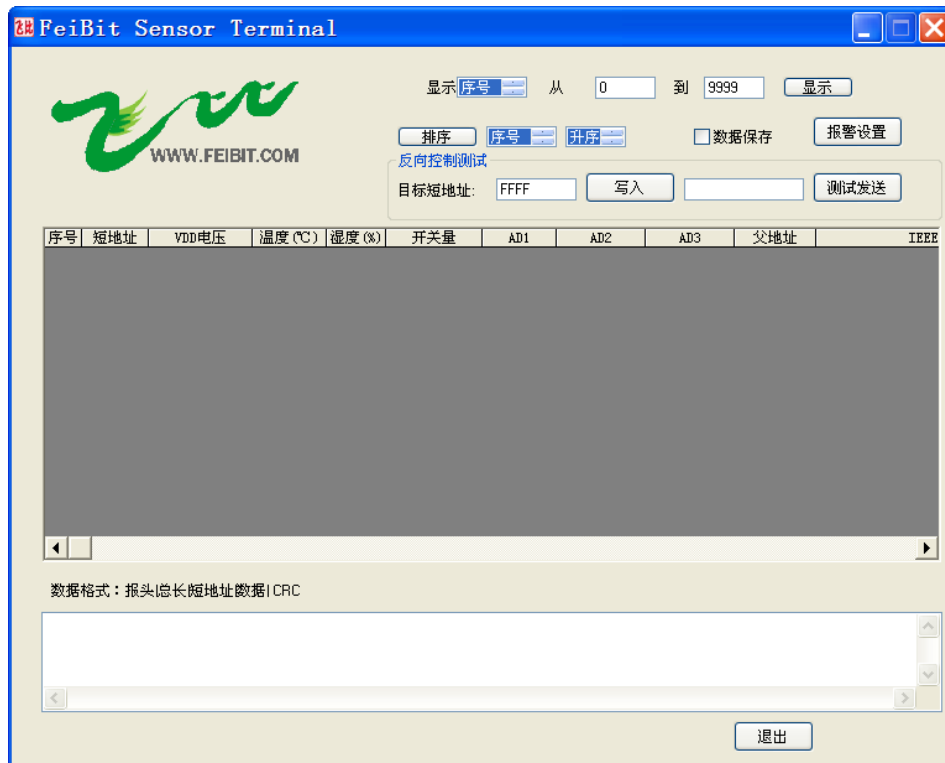 飞比 FeiBit Sensor Terminal
显示 序号 从 0 到 9999 显示
排序 序号 升序 数据保存 报警设置
WWW.FEIBIT.COM
反向控制测试
目标短地址: FFFF 写入 测试发送
序号 短地址 VDD电压 温度(℃) 湿度(%) 开关量 AD1 AD2 AD3 父地址 IEEE
数据格式：报头|总长|短地址|数据|CRC
退出